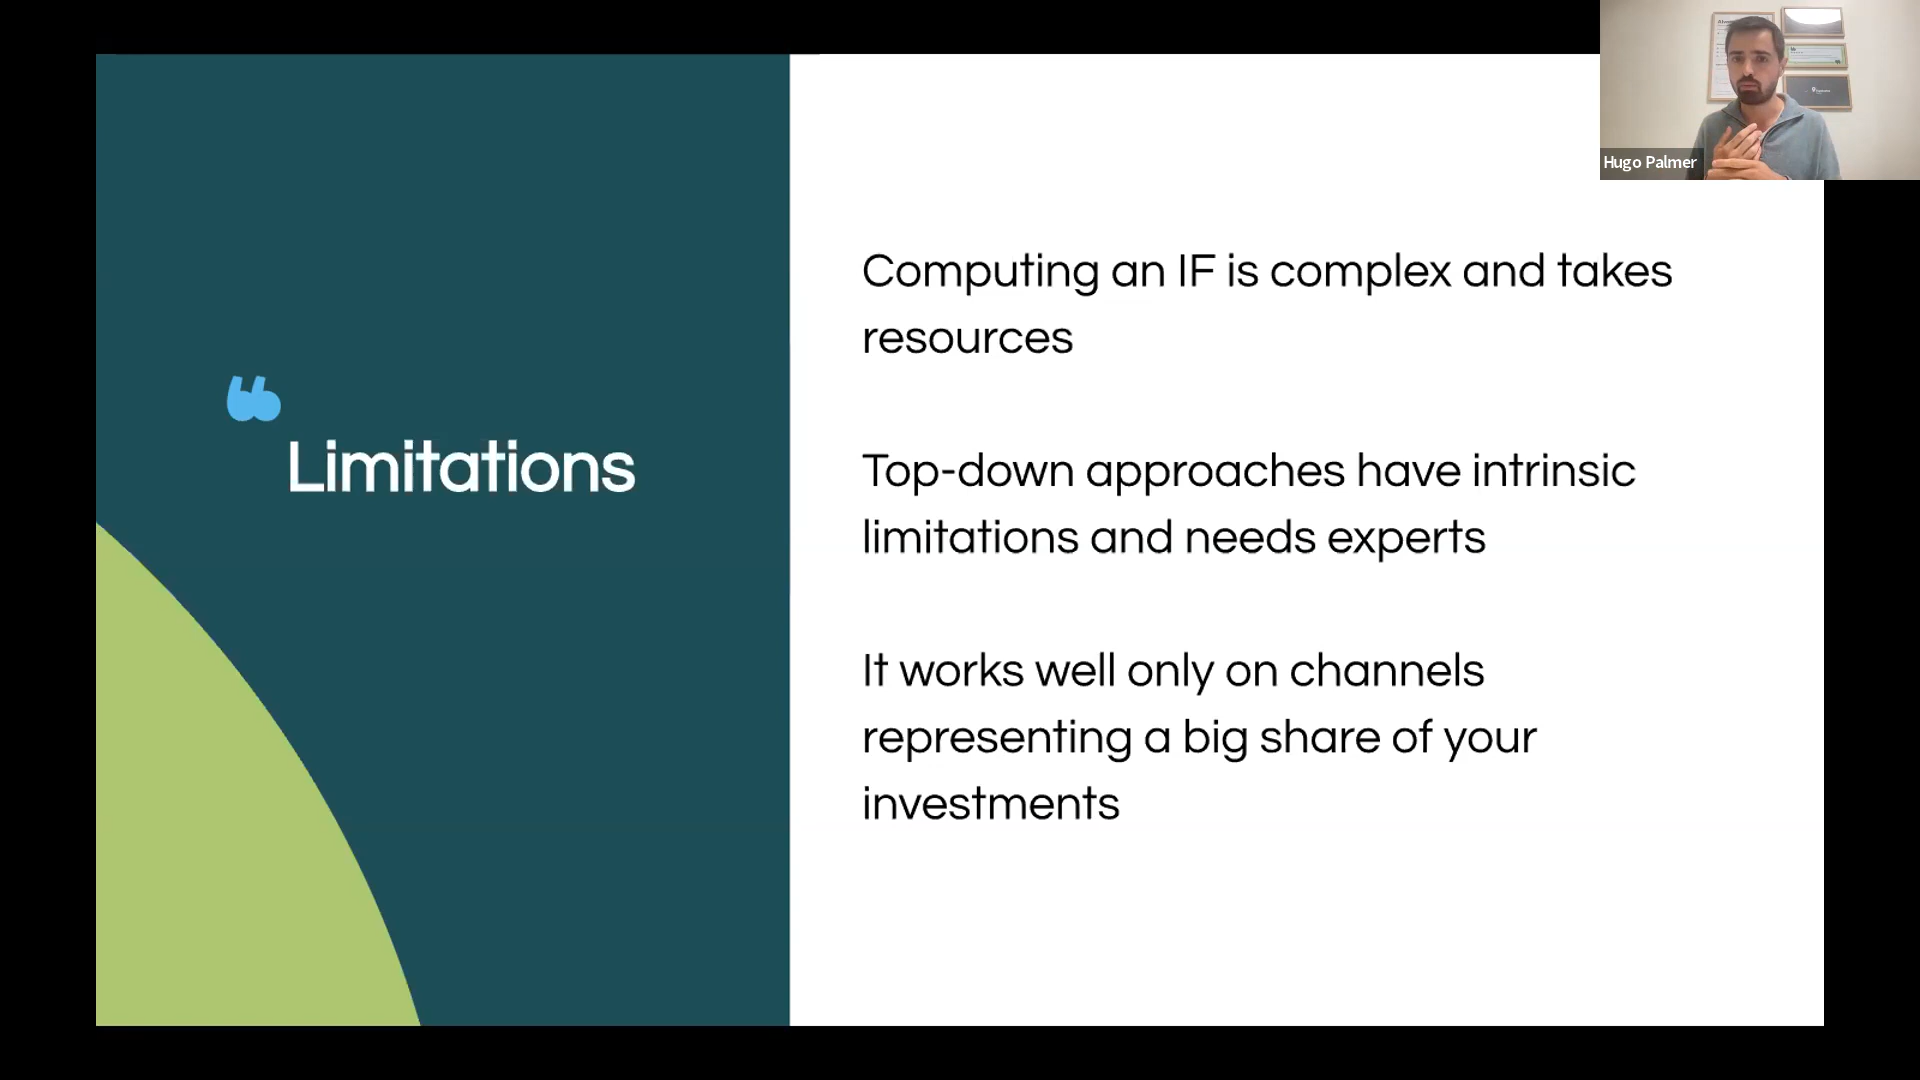 Limitations
Computing an IF is complex and takes
resources
Top-down approaches have intrinsic
limitations and needs experts
It works well only on channels
representing a big share of your
investments
Hugo Palmer